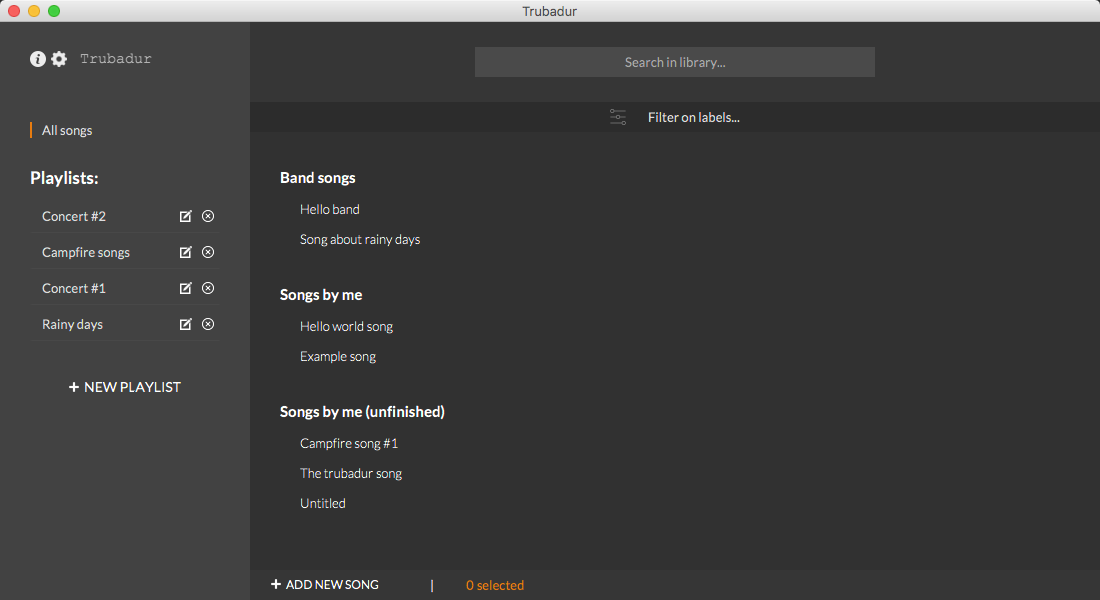 Trubadur
Trubadur
All songs
Playlists:
Concert #2
Campfire songs
Concert #1
Rainy days
+ NEW PLAYLIST
Search in library...
Filter on labels...
Band songs
Hello band
Song about rainy days
Songs by me
Hello world song
Example song
Songs by me (unfinished)
Campfire song #1
The trubadur song
Untitled
+ ADD NEW SONG | 0 selected